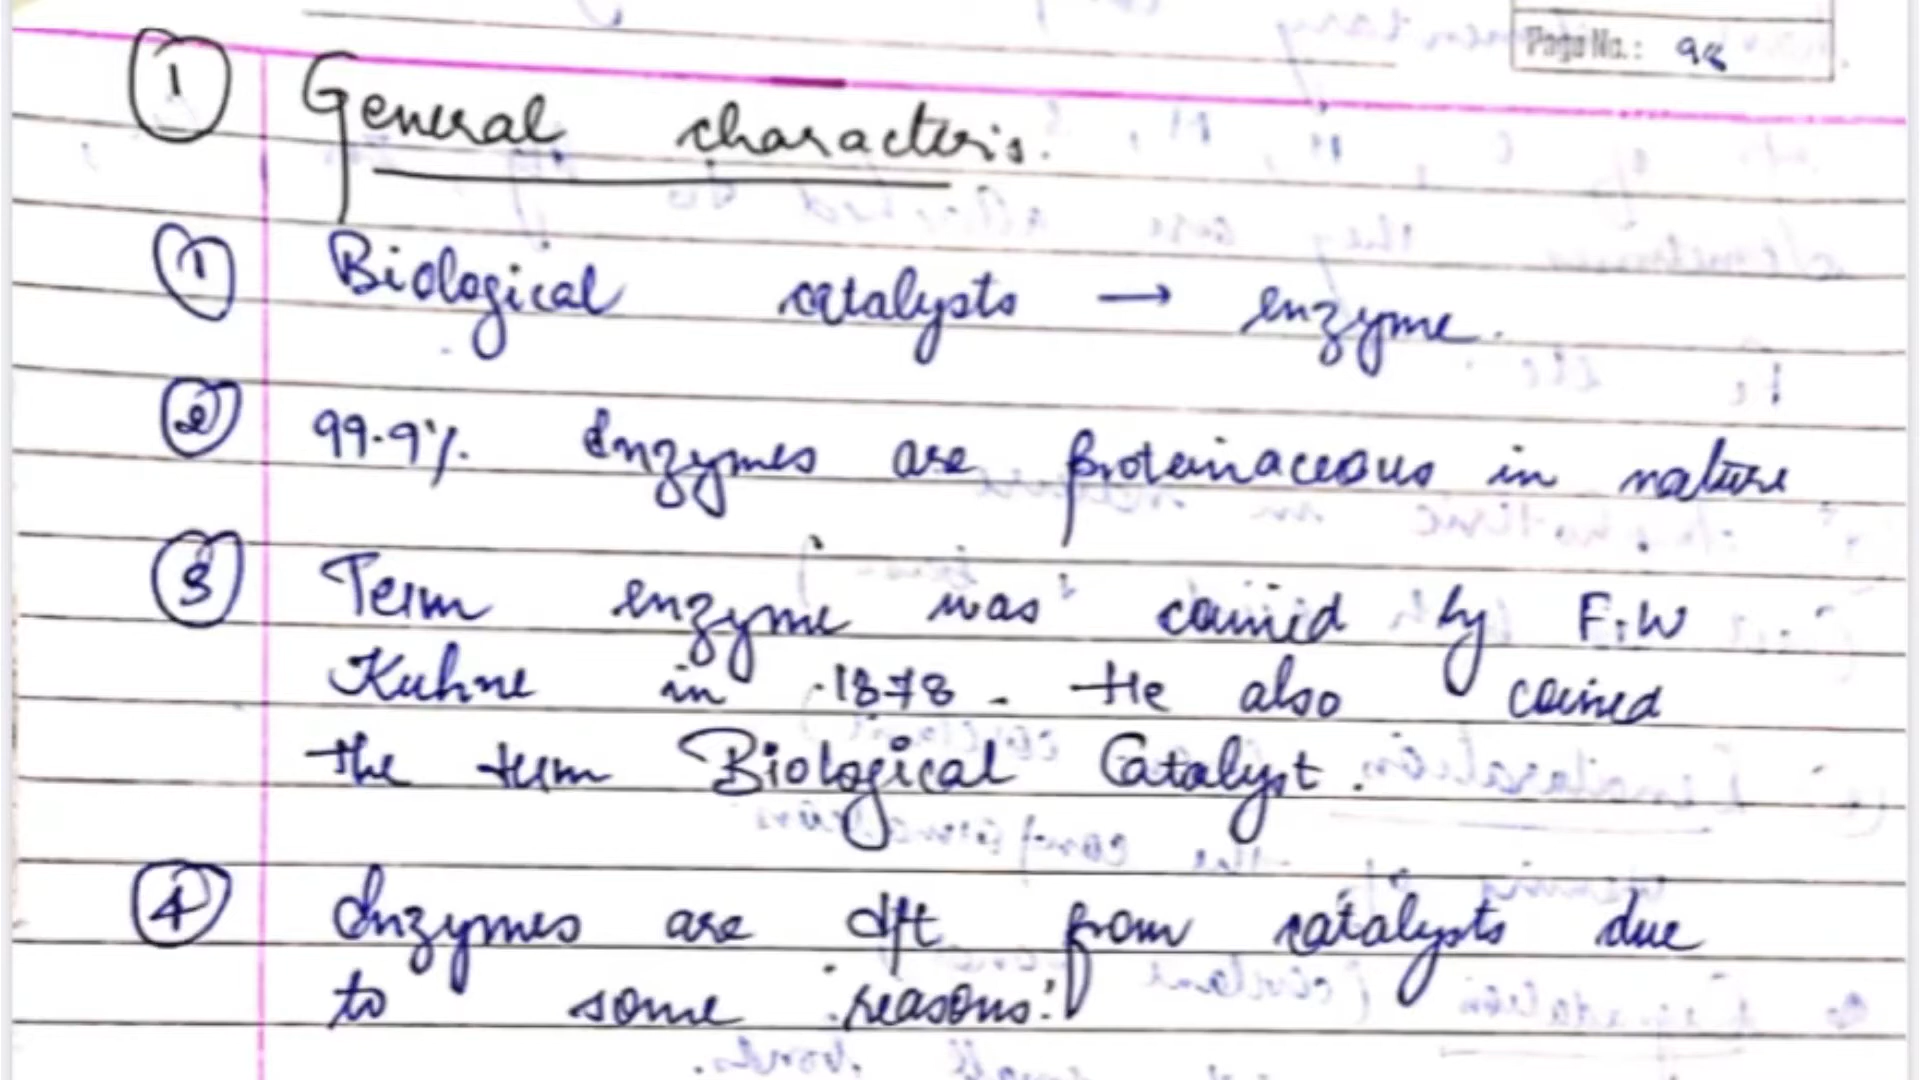 Page No.: 98
① General characteris.
① Biological catalysts → enzyme.
② 99.9% Enzymes are proteinaceous in nature
③ Term enzyme was coined by F.W
Kuhne in 1878. He also coined
the term Biological Catalyst.
④ Enzymes are dft from catalysts due
to some reasons: